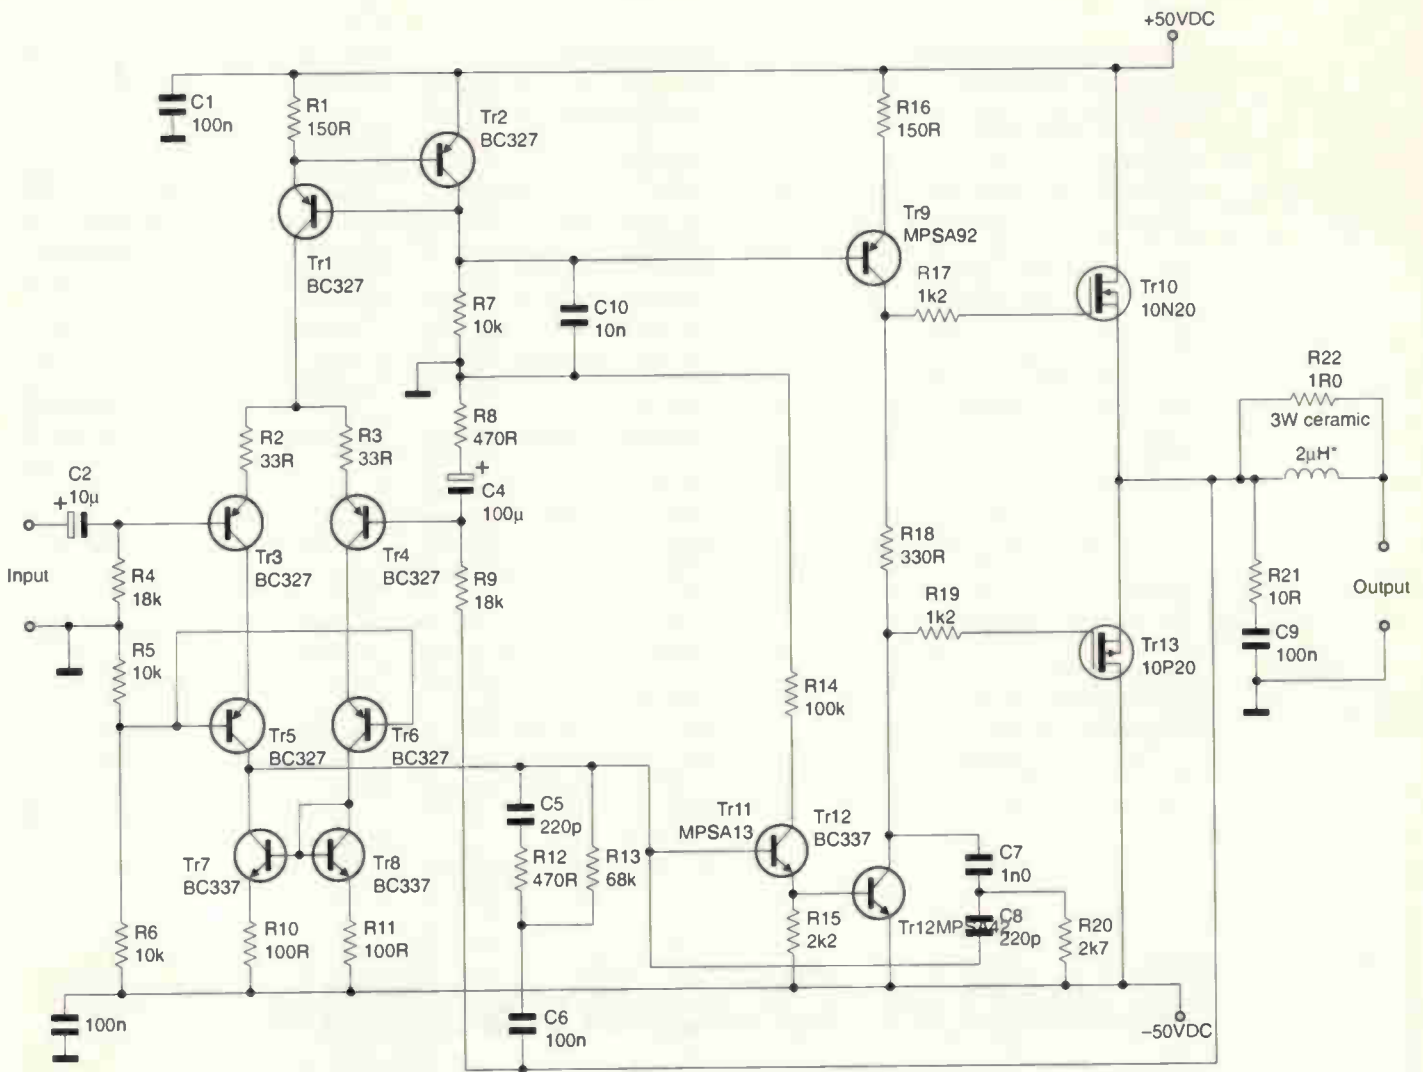 +50VDC
C1
100n
R1
150R
Tr2
BC327
R16
150R
Tr1
BC327
Tr9
MPSA92
R17
1k2
Tr10
10N20
R7
10k
C10
10n
R22
1R0
3W ceramic
2µH*
R8
470R
R2
33R
R3
33R
C2
10µ
+
+
C4
100µ
Tr3
BC327
Tr4
BC327
Input
R4
18k
R9
18k
R18
330R
R19
1k2
R21
10R
Output
C9
100n
R5
10k
Tr13
10P20
R14
100k
Tr5
BC327
Tr6
BC327
C5
220p
Tr11
MPSA13
Tr12
BC337
R12
470R
R13
68k
Tr7
BC337
Tr8
BC337
C7
1n0
R6
10k
R10
100R
R11
100R
R15
2k2
Tr12MPSA42
C8
220p
R20
2k7
100n
C6
100n
–50VDC